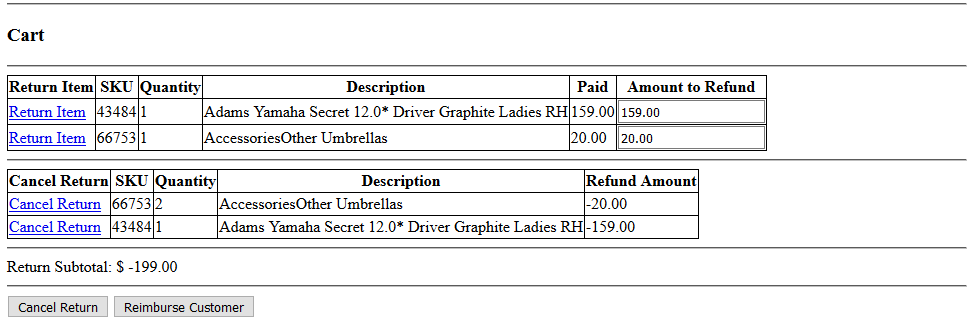 Cart
Return Item SKU Quantity Description Paid Amount to Refund
Return Item 43484 1 Adams Yamaha Secret 12.0* Driver Graphite Ladies RH 159.00 159.00
Return Item 66753 1 AccessoriesOther Umbrellas 20.00 20.00
Cancel Return SKU Quantity Description Refund Amount
Cancel Return 66753 2 AccessoriesOther Umbrellas -20.00
Cancel Return 43484 1 Adams Yamaha Secret 12.0* Driver Graphite Ladies RH -159.00
Return Subtotal: $ -199.00
Cancel Return Reimburse Customer